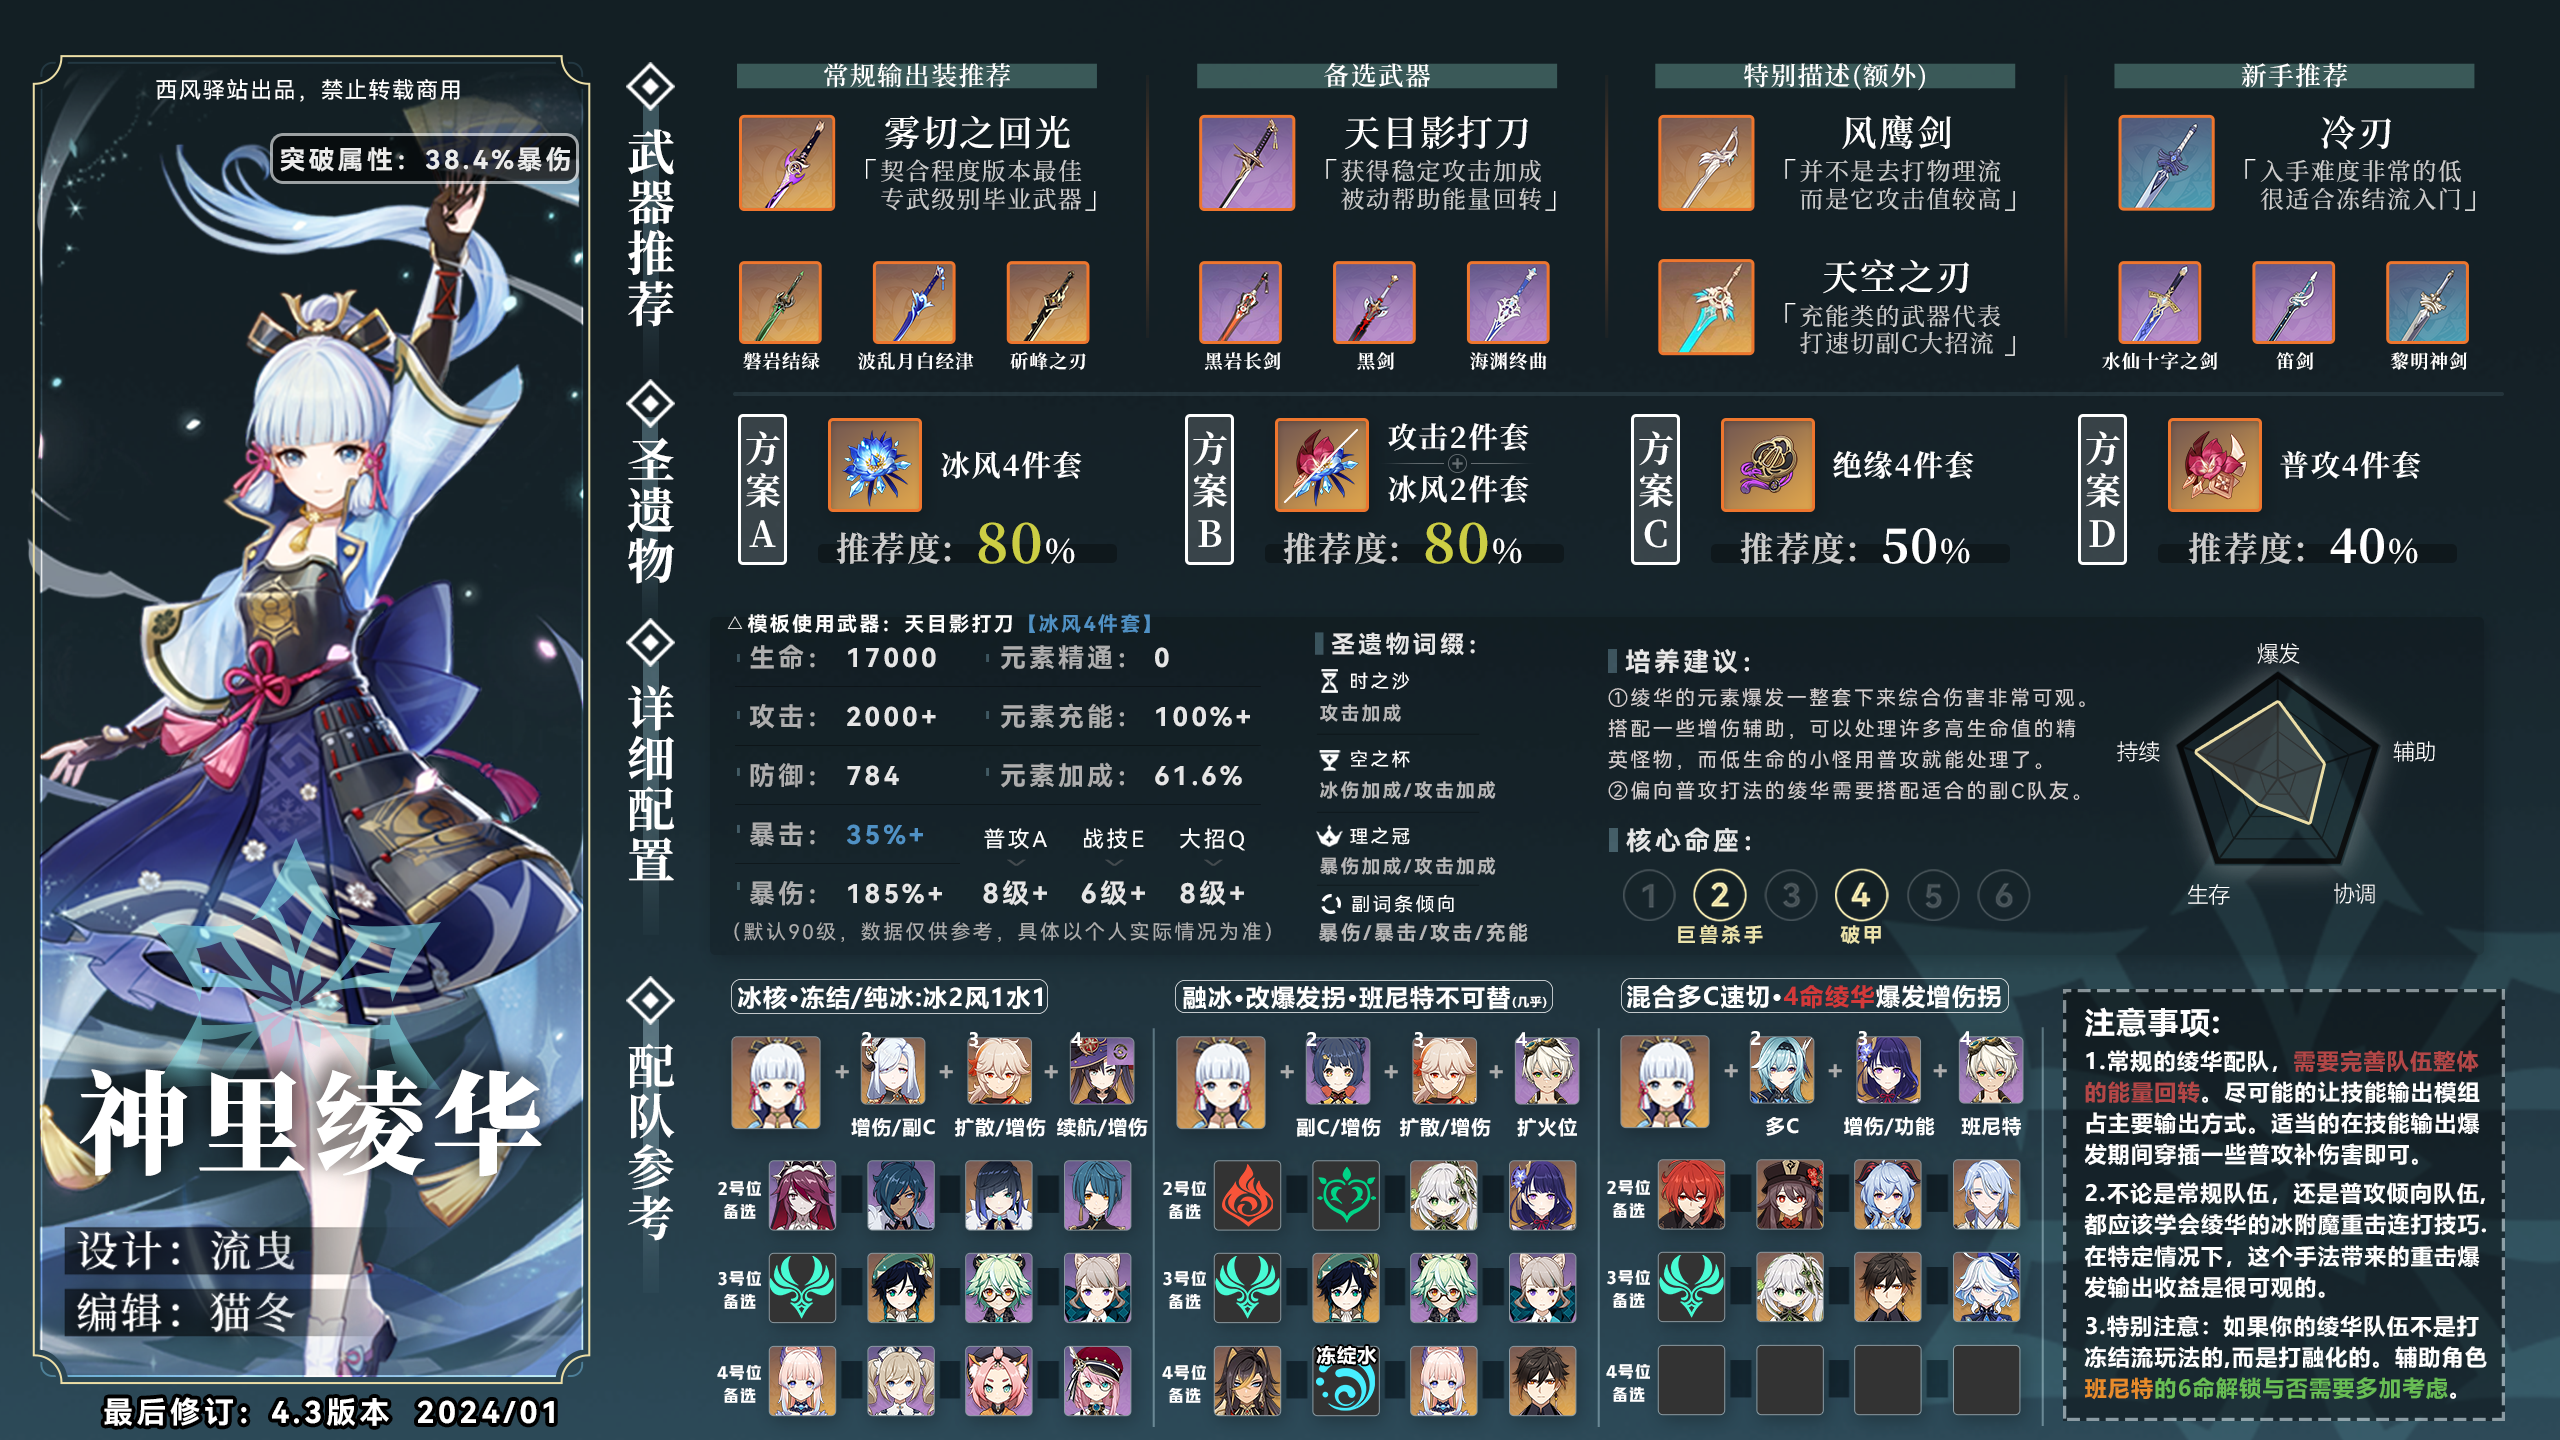 西风驿站出品，禁止转载商用
突破属性：38.4%暴伤
神里绫华
设计：流曳
编辑：猫冬
最后修订：4.3版本 2024/01
武器推荐
常规输出装推荐
雾切之回光
「契合程度版本最佳
专武级别毕业武器」
磐岩结绿
波乱月白经津
斫峰之刃
备选武器
天目影打刀
「获得稳定攻击加成
被动帮助能量回转」
黑岩长剑
黑剑
海渊终曲
特别描述(额外)
风鹰剑
「并不是去打物理流
而是它攻击值较高」
天空之刃
「充能类的武器代表
打速切副C大招流 」
新手推荐
冷刃
「入手难度非常的低
很适合冻结流入门」
水仙十字之剑
笛剑
黎明神剑
圣遗物
方案A
冰风4件套
推荐度：80%
方案B
攻击2件套
冰风2件套
推荐度：80%
方案C
绝缘4件套
推荐度：50%
方案D
普攻4件套
推荐度：40%
详细配置
△模板使用武器：天目影打刀【冰风4件套】
生命： 17000
元素精通： 0
攻击： 2000+
元素充能： 100%+
防御： 784
元素加成： 61.6%
暴击： 35%+
普攻A 战技E 大招Q
暴伤： 185%+
8级+ 6级+ 8级+
(默认90级，数据仅供参考，具体以个人实际情况为准)
圣遗物词缀：
时之沙
攻击加成
空之杯
冰伤加成/攻击加成
理之冠
暴伤加成/攻击加成
副词条倾向
暴伤/暴击/攻击/充能
培养建议：
①绫华的元素爆发一整套下来综合伤害非常可观。
搭配一些增伤辅助，可以处理许多高生命值的精
英怪物，而低生命的小怪用普攻就能处理了。
②偏向普攻打法的绫华需要搭配适合的副C队友。
核心命座：
1 2 3 4 5 6
巨兽杀手
破甲
爆发
辅助
协调
生存
持续
配队参考
冰核·冻结/纯冰:冰2风1水1
+ 2 + 3 + 4
增伤/副C 扩散/增伤 续航/增伤
2号位
备选
3号位
备选
4号位
备选
融冰·改爆发拐·班尼特不可替(几乎)
+ 2 + 3 + 4
副C/增伤 扩散/增伤 扩火位
2号位
备选
3号位
备选
4号位
备选
冻绽水
混合多C速切·4命绫华爆发增伤拐
+ 2 + 3 + 4
多C 增伤/功能 班尼特
2号位
备选
3号位
备选
4号位
备选
注意事项:
1.常规的绫华配队，需要完善队伍整体
的能量回转。尽可能的让技能输出模组
占主要输出方式。适当的在技能输出爆
发期间穿插一些普攻补伤害即可。
2.不论是常规队伍，还是普攻倾向队伍,
都应该学会绫华的冰附魔重击连打技巧.
在特定情况下，这个手法带来的重击爆
发输出收益是很可观的。
3.特别注意：如果你的绫华队伍不是打
冻结流玩法的,而是打融化的。辅助角色
班尼特的6命解锁与否需要多加考虑。